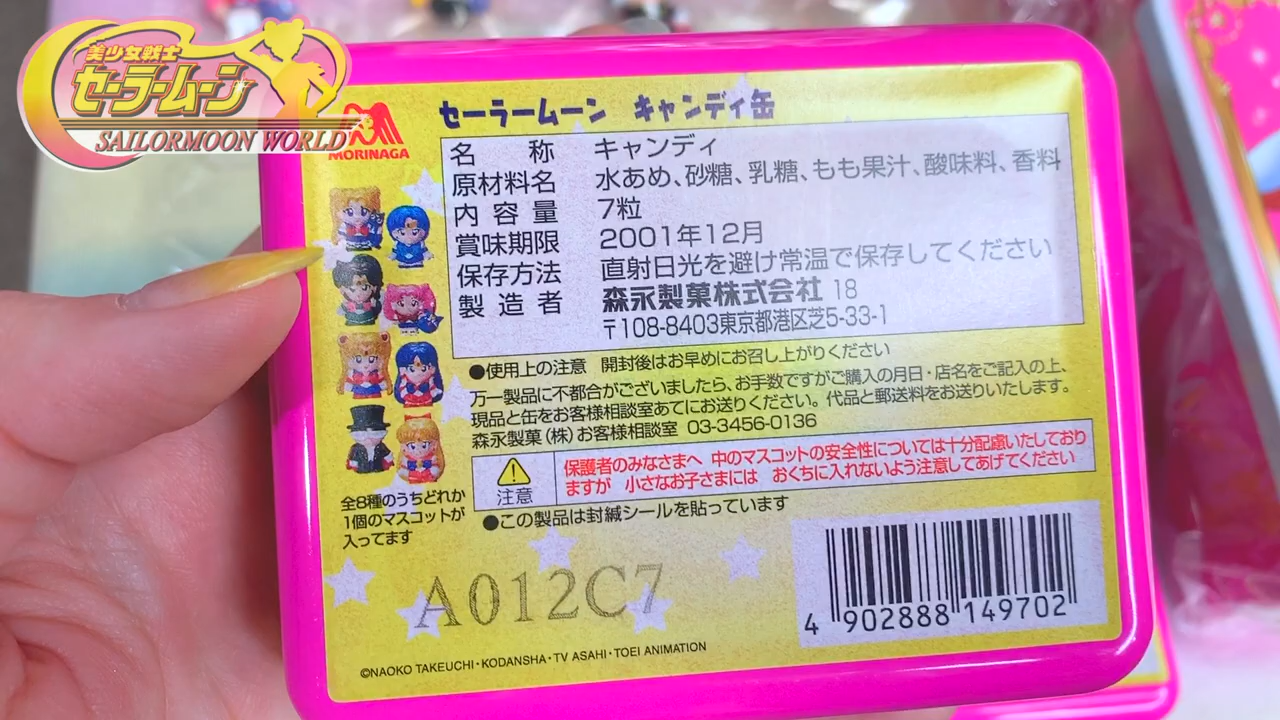 美少女戦士
セーラームーン
SAILORMOON WORLD
MORINAGA
セーラームーン キャンディ缶
名称 キャンディ
原材料名 水あめ、砂糖、乳糖、もも果汁、酸味料、香料
内容量 7粒
賞味期限 2001年12月
保存方法 直射日光を避け常温で保存してください
製造者 森永製菓株式会社 18
〒108-8403東京都港区芝5-33-1
●使用上の注意 開封後はお早めにお召し上がりください
万一製品に不都合がございましたら、お手数ですがご購入の月日・店名をご記入の上、
現品と缶をお客様相談室あてにお送りください。代品と郵送料をお送りいたします。
森永製菓(株)お客様相談室 03-3456-0136
注意
保護者のみなさまへ 中のマスコットの安全性については十分配慮いたしており
ますが 小さなお子さまには おくちに入れないよう注意してあげてください
●この製品は封緘シールを貼っています
全8種のうちどれか
1個のマスコットが
入ってます
A012C7
4 902888 149702
©NAOKO TAKEUCHI・KODANSHA・TV ASAHI・TOEI ANIMATION